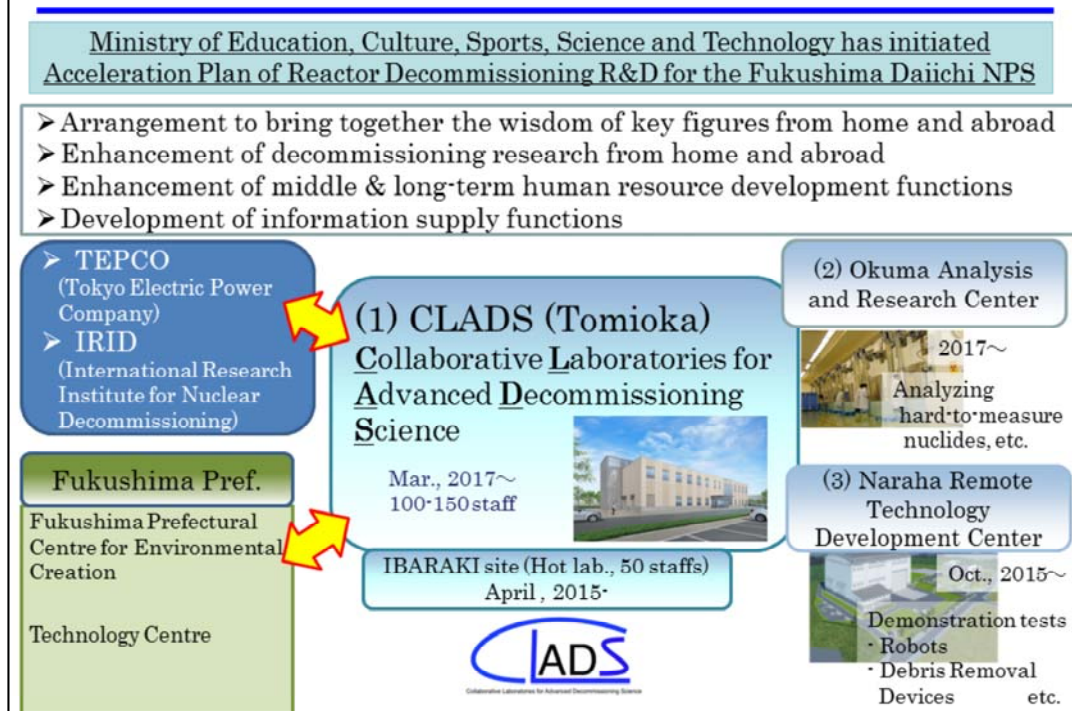 Ministry of Education, Culture, Sports, Science and Technology has initiated
Acceleration Plan of Reactor Decommissioning R&D for the Fukushima Daiichi NPS
➤ Arrangement to bring together the wisdom of key figures from home and abroad
➤ Enhancement of decommissioning research from home and abroad
➤ Enhancement of middle & long-term human resource development functions
➤ Development of information supply functions
➤ TEPCO
(Tokyo Electric Power
Company)
➤ IRID
(International Research
Institute for Nuclear
Decommissioning)
Fukushima Pref.
Fukushima Prefectural
Centre for Environmental
Creation
Technology Centre
(1) CLADS (Tomioka)
Collaborative Laboratories for
Advanced Decommissioning
Science
Mar., 2017~
100-150 staff
IBARAKI site (Hot lab., 50 staffs)
April , 2015-
CLADS
Collaborative Laboratories for Advanced Decommissioning Science
(2) Okuma Analysis
and Research Center
2017~
Analyzing
hard-to-measure
nuclides, etc.
(3) Naraha Remote
Technology
Development Center
Oct., 2015~
Demonstration tests
- Robots
- Debris Removal
Devices etc.